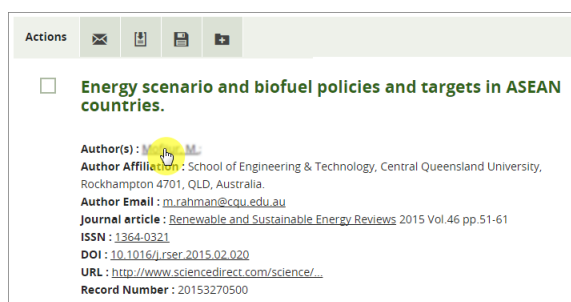 Actions
Energy scenario and biofuel policies and targets in ASEAN
countries.
Author(s) :
Author Affiliation : School of Engineering & Technology, Central Queensland University,
Rockhampton 4701, QLD, Australia.
Author Email : m.rahman@cqu.edu.au
Journal article : Renewable and Sustainable Energy Reviews 2015 Vol.46 pp.51-61
ISSN : 1364-0321
DOI : 10.1016/j.rser.2015.02.020
URL : http://www.sciencedirect.com/science/...
Record Number : 20153270500